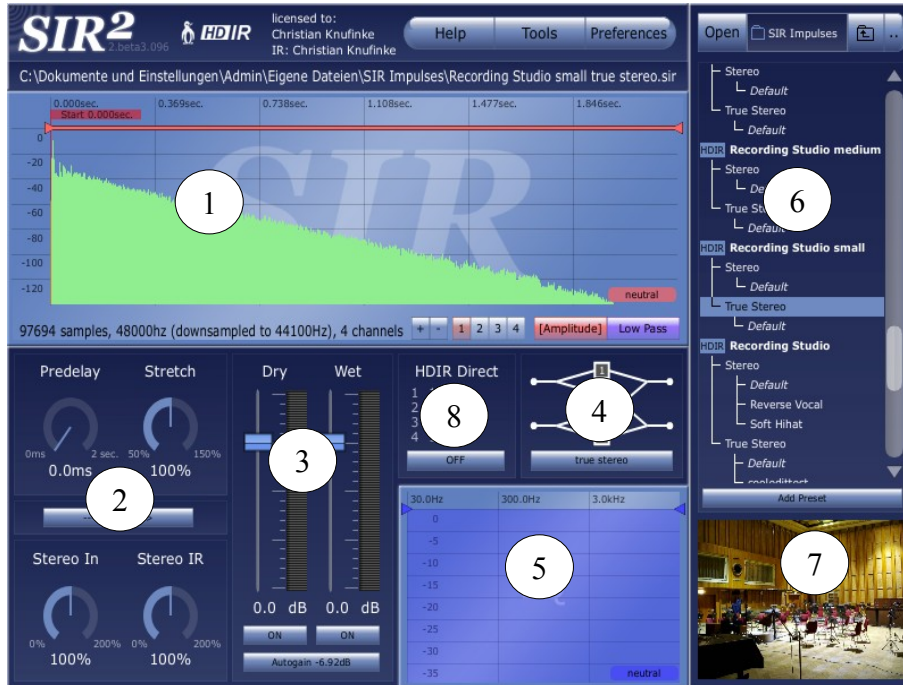 SIR2
2.beta3.096
HDIR
licensed to:
Christian Knufinke
IR: Christian Knufinke
Help Tools Preferences
C:\Dokumente und Einstellungen\Admin\Eigene Dateien\SIR Impulses\Recording Studio small true stereo.sir
0.000sec. 0.369sec. 0.738sec. 1.108sec. 1.477sec. 1.846sec.
Start 0.000sec.
SIR
0
-20
-40
-60
-80
-100
-120
1
neutral
97694 samples, 48000hz (downsampled to 44100Hz), 4 channels + - 1 2 3 4 [Amplitude] Low Pass
Predelay Stretch
0ms 2 sec. 50% 150%
0.0ms 100%
2
Stereo In Stereo IR
0% 200% 0% 200%
100% 100%
Dry Wet
3
0.0 dB 0.0 dB
ON ON
Autogain -6.92dB
HDIR Direct
1
2
3
4
8
OFF
1
4
true stereo
30.0Hz 300.0Hz 3.0kHz
0
-5
-10
-15
-20
-25
-30
-35
5
neutral
Open SIR Impulses ..
Stereo
Default
True Stereo
Default
HDIR Recording Studio medium
Stereo
True
6
HDIR Recording Studio small
Stereo
Default
True Stereo
Default
HDIR Recording Studio
Stereo
Default
Reverse Vocal
Soft Hihat
True Stereo
Default
Add Preset
7